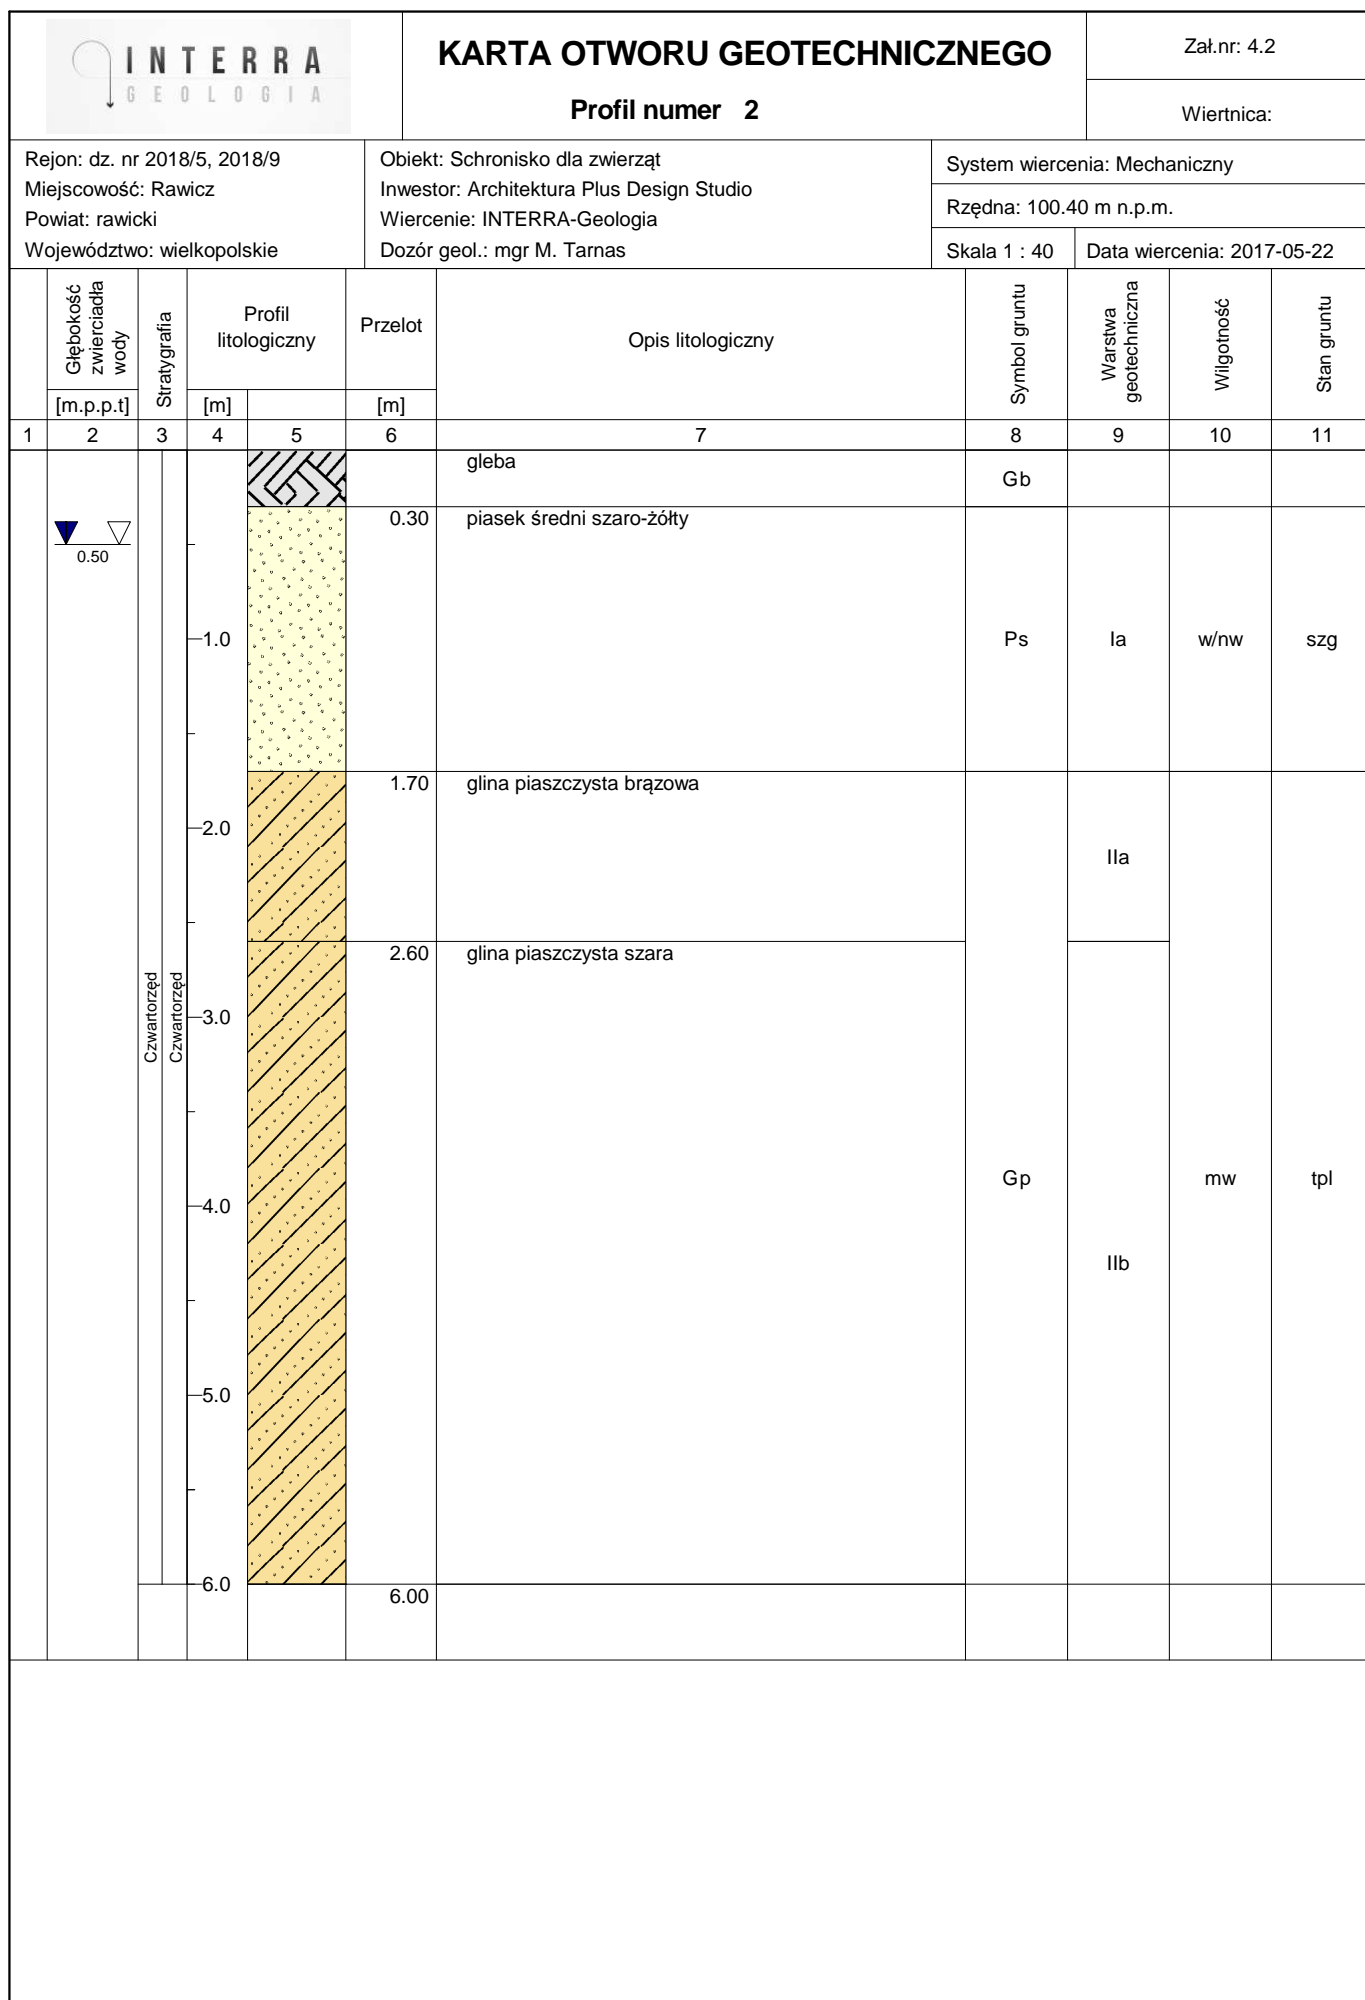 INTERRA
GEOLOGIA
KARTA OTWORU GEOTECHNICZNEGO
Profil numer 2
Zał.nr: 4.2
Wiertnica:
Rejon: dz. nr 2018/5, 2018/9
Miejscowość: Rawicz
Powiat: rawicki
Województwo: wielkopolskie
Obiekt: Schronisko dla zwierząt
Inwestor: Architektura Plus Design Studio
Wiercenie: INTERRA-Geologia
Dozór geol.: mgr M. Tarnas
System wiercenia: Mechaniczny
Rzędna: 100.40 m n.p.m.
Skala 1 : 40
Data wiercenia: 2017-05-22
Głębokość
zwierciadła
wody
[m.p.p.t]
Stratygrafia
Profil
litologiczny
[m]
Przelot
[m]
Opis litologiczny
Symbol gruntu
Warstwa
geotechniczna
Wilgotność
Stan gruntu
1 2 3 4 5 6 7 8 9 10 11
gleba
Gb
0.30 piasek średni szaro-żółty
0.50
1.0
Ps Ia w/nw szg
1.70 glina piaszczysta brązowa
2.0
IIa
2.60 glina piaszczysta szara
Czwartorzęd
Czwartorzęd
3.0
Gp mw tpl
4.0
IIb
5.0
6.0
6.00